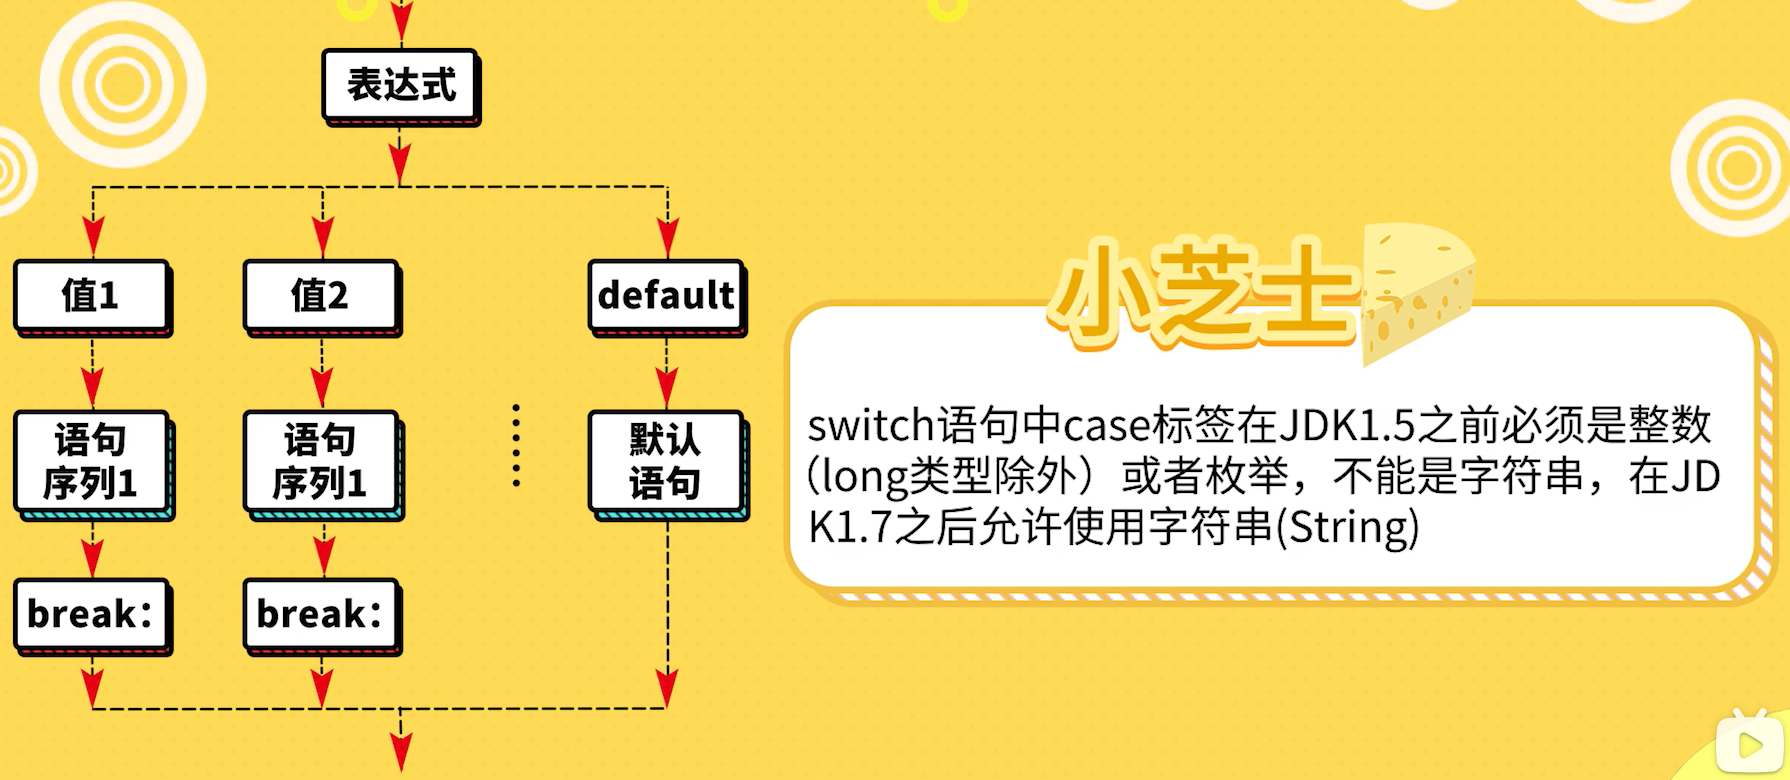 表达式
值1
值2
default
语句
序列1
语句
序列1
默认
语句
break：
break：
小芝士
switch语句中case标签在JDK1.5之前必须是整数
（long类型除外）或者枚举，不能是字符串，在JD
K1.7之后允许使用字符串(String)